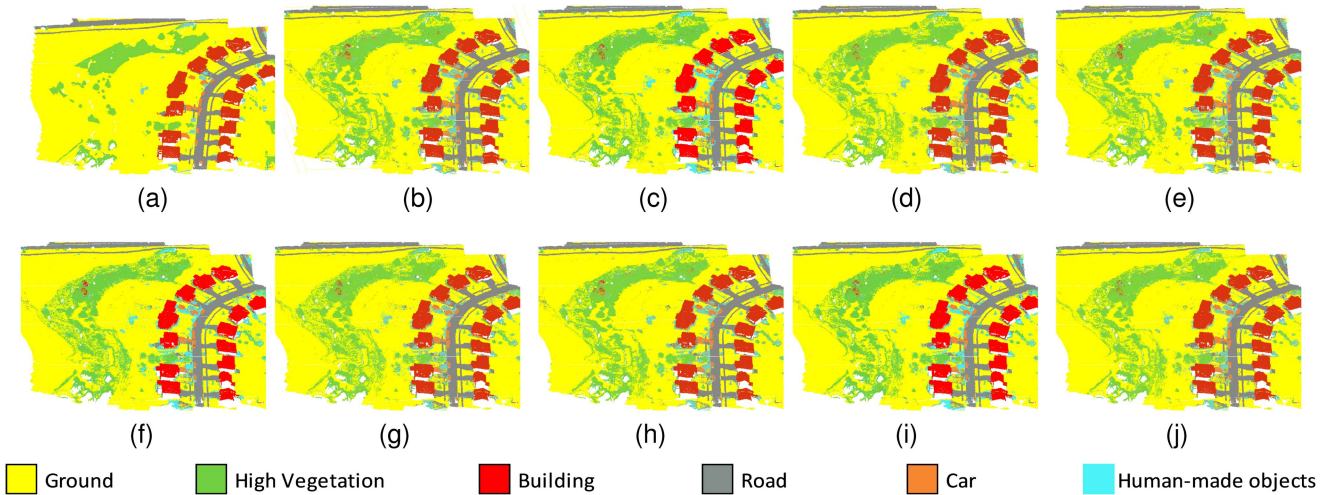 (a) (b) (c) (d) (e)
(f) (g) (h) (i) (j)
Ground High Vegetation Building Road Car Human-made objects